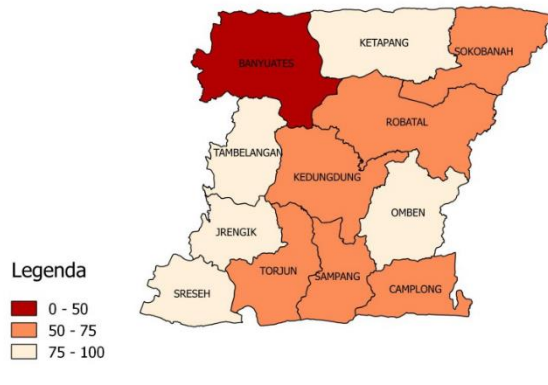 KETAPANG
SOKOBANAH
BANYUATES
ROBATAL
TAMBELANGAN
KEDUNGDUNG
OMBEN
JRENGIK
TORJUN
SAMPANG
CAMPLONG
SRESEH
Legenda
0 - 50
50 - 75
75 - 100